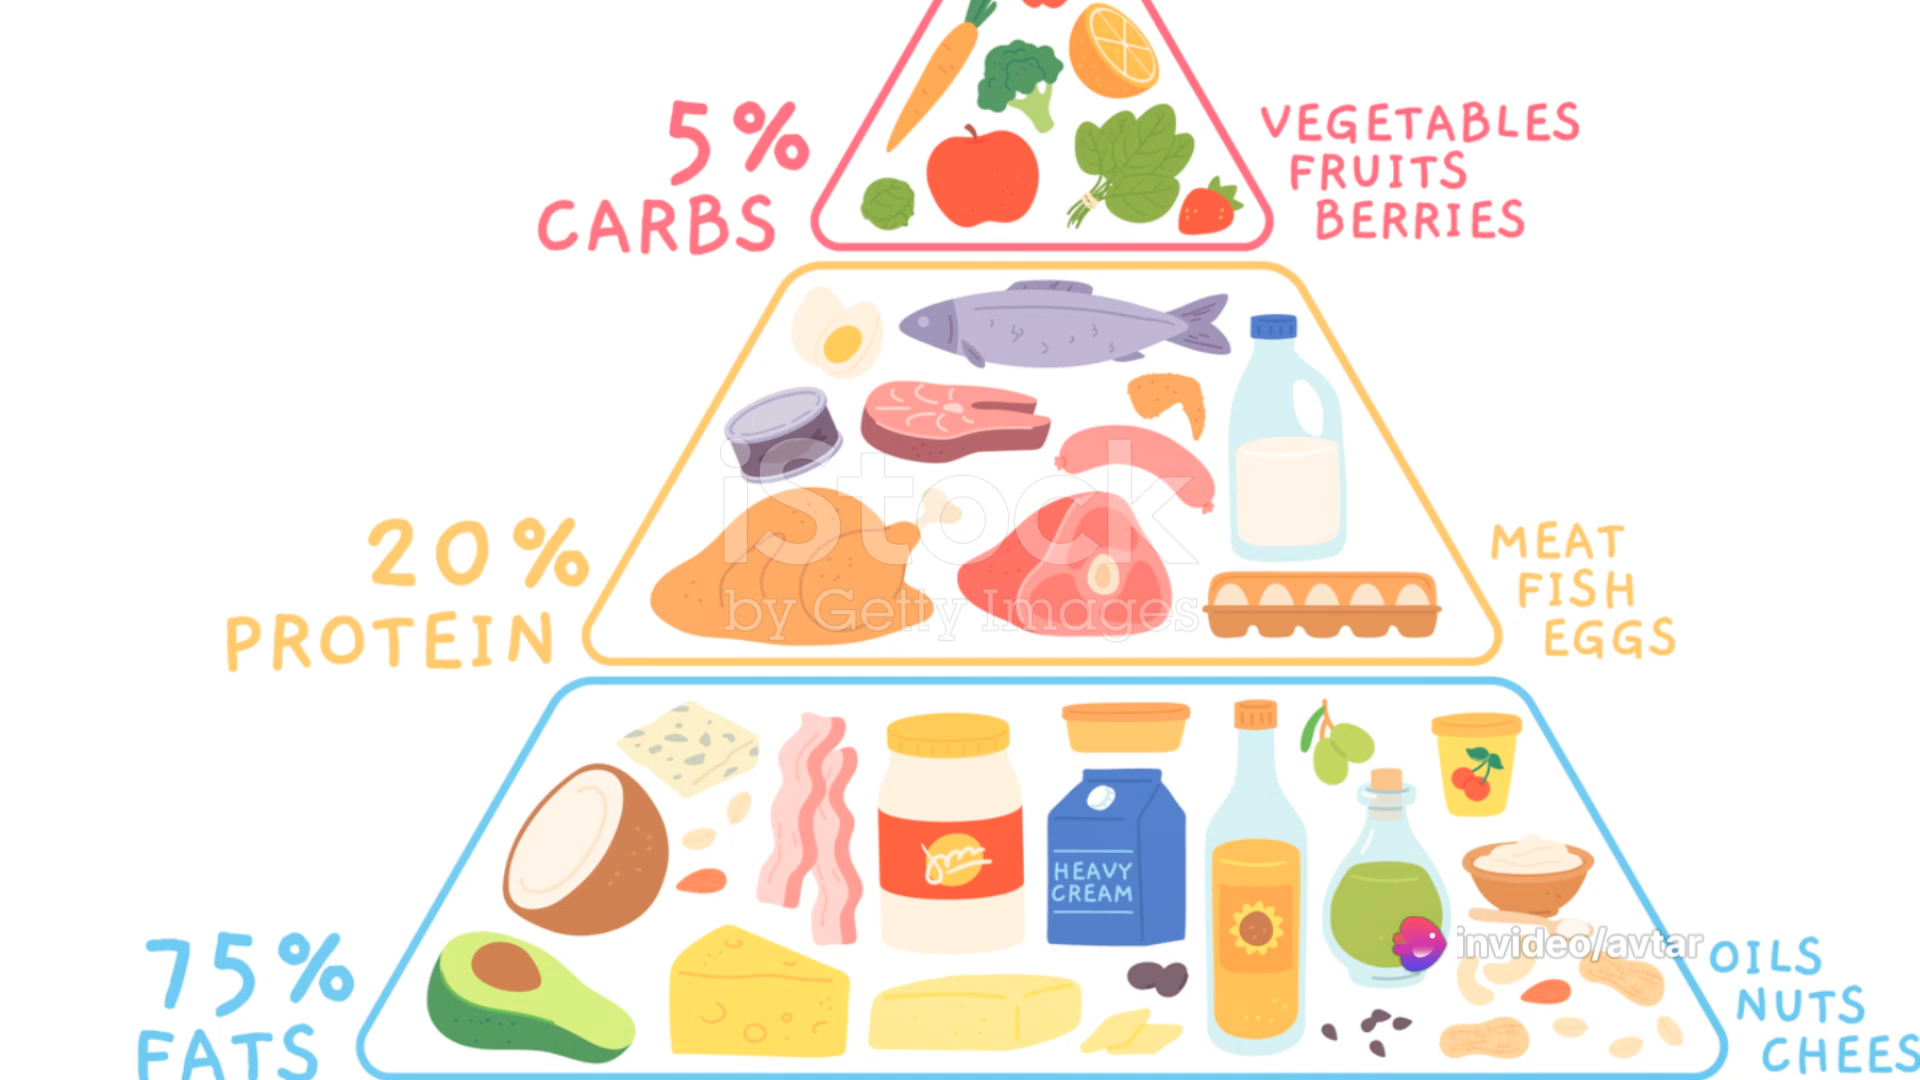 5%
CARBS
VEGETABLES
FRUITS
BERRIES
20%
PROTEIN
MEAT
FISH
EGGS
iStock
by Getty Images
HEAVY
CREAM
75%
FATS
OILS
NUTS
CHEES
invideo/avtar